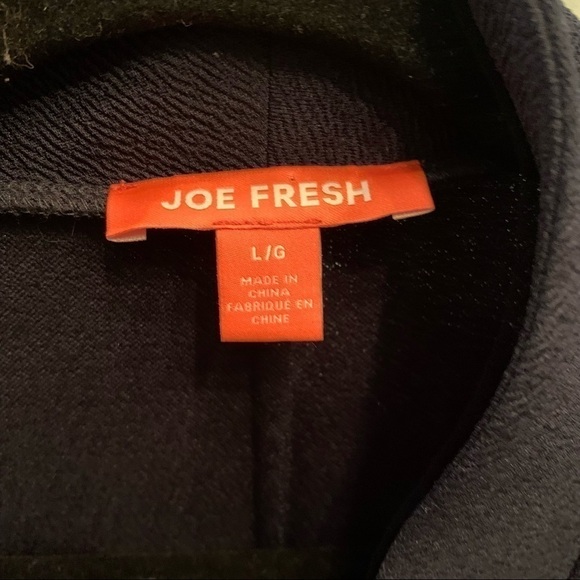 JOE FRESH
L/G
MADE IN
CHINA
FABRIQUÉ EN
CHINE